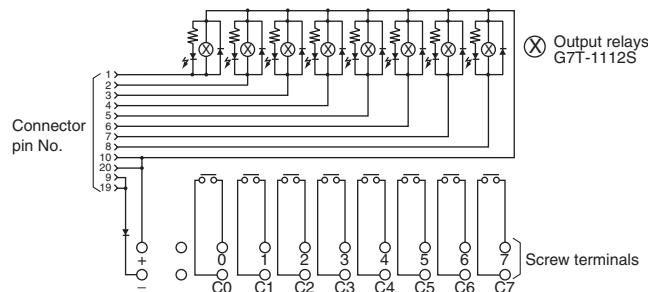 Output relays
G7T-1112S
Connector
pin No.
1
2
3
4
5
6
7
8
10
20
9
19
+ 0 1 2 3 4 5 6 7
Screw terminals
− C0 C1 C2 C3 C4 C5 C6 C7